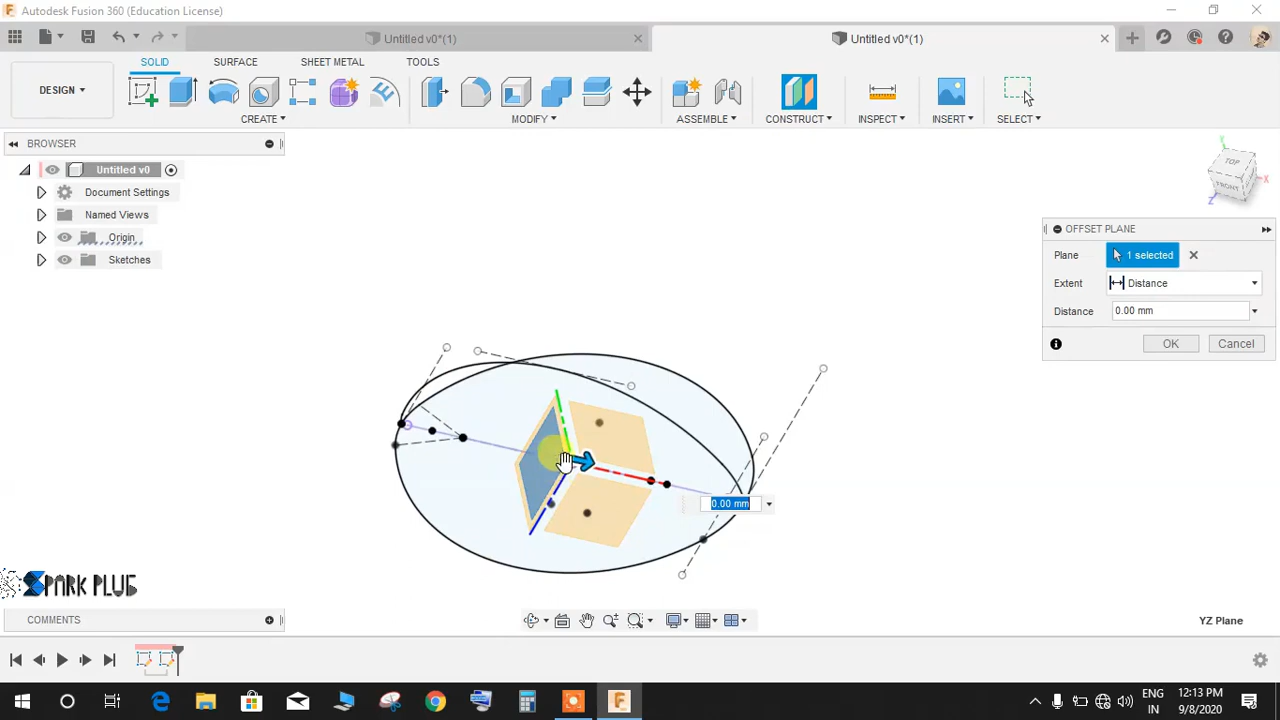 Autodesk Fusion 360 (Education License)
Untitled v0*(1)
Untitled v0*(1)
SOLID
SURFACE
SHEET METAL
TOOLS
DESIGN
CREATE
MODIFY
ASSEMBLE
CONSTRUCT
INSPECT
INSERT
SELECT
BROWSER
Untitled v0
Document Settings
Named Views
Origin
Sketches
TOP
FRONT
Y
X
Z
OFFSET PLANE
Plane
1 selected
Extent
Distance
Distance
0.00 mm
OK
Cancel
0.00 mm
SPARK PLUG
COMMENTS
YZ Plane
ENG
IN
12:13 PM
9/8/2020